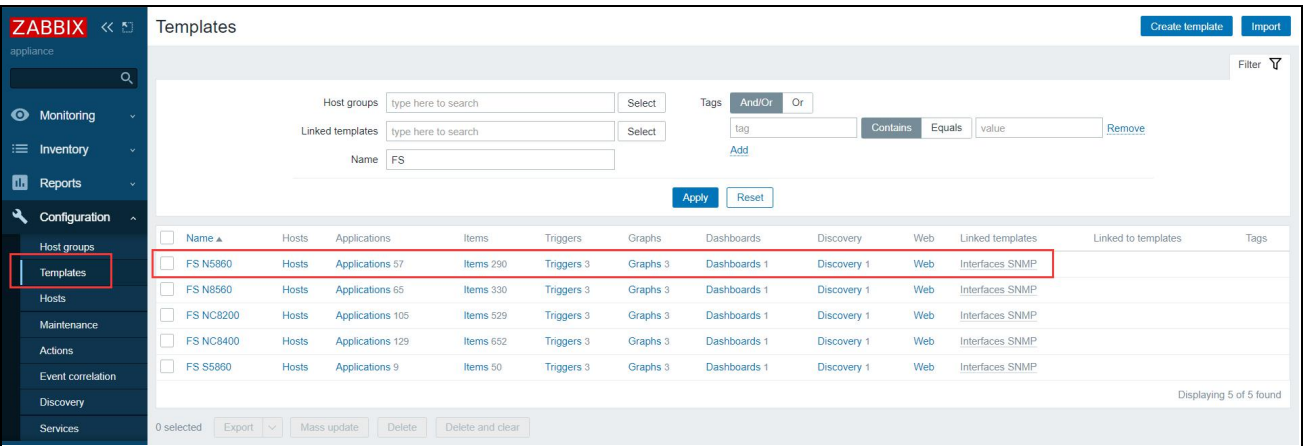 ZABBIX
appliance
Monitoring
Inventory
Reports
Configuration
Host groups
Templates
Hosts
Maintenance
Actions
Event correlation
Discovery
Services
Templates
Create template Import
Filter
Host groups type here to search Select Tags And/Or Or
Linked templates type here to search Select tag Contains Equals value Remove
Name FS Add
Apply Reset
Name Hosts Applications Items Triggers Graphs Dashboards Discovery Web Linked templates Linked to templates Tags
FS N5860 Hosts Applications 57 Items 290 Triggers 3 Graphs 3 Dashboards 1 Discovery 1 Web Interfaces SNMP
FS N8560 Hosts Applications 65 Items 330 Triggers 3 Graphs 3 Dashboards 1 Discovery 1 Web Interfaces SNMP
FS NC8200 Hosts Applications 105 Items 529 Triggers 3 Graphs 3 Dashboards 1 Discovery 1 Web Interfaces SNMP
FS NC8400 Hosts Applications 129 Items 652 Triggers 3 Graphs 3 Dashboards 1 Discovery 1 Web Interfaces SNMP
FS S5860 Hosts Applications 9 Items 50 Triggers 3 Graphs 3 Dashboards 1 Discovery 1 Web Interfaces SNMP
Displaying 5 of 5 found
0 selected Export Mass update Delete Delete and clear